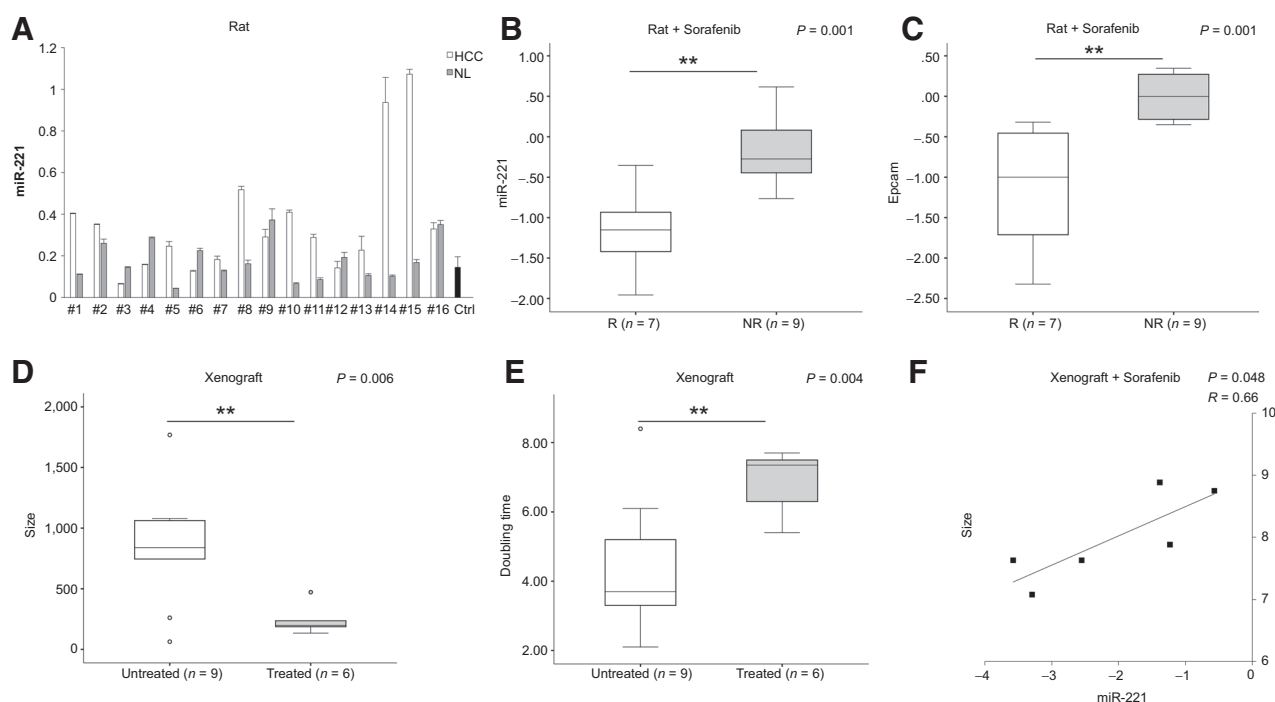 A
Rat
miR-221
1.2
1
0.8
0.6
0.4
0.2
0
HCC
NL
#1 #2 #3 #4 #5 #6 #7 #8 #9 #10 #11 #12 #13 #14 #15 #16 Ctrl
B
Rat + Sorafenib
P = 0.001
**
miR-221
1.00
.50
.00
–.50
–1.00
–1.50
–2.00
R (n = 7) NR (n = 9)
C
Rat + Sorafenib
P = 0.001
**
Epcam
.50
.00
–.50
–1.00
–1.50
–2.00
–2.50
R (n = 7) NR (n = 9)
D
Xenograft
P = 0.006
**
Size
2,000
1,500
1,000
500
0
Untreated (n = 9) Treated (n = 6)
E
Xenograft
P = 0.004
**
Doubling time
8.00
6.00
4.00
2.00
Untreated (n = 9) Treated (n = 6)
F
Xenograft + Sorafenib
P = 0.048
R = 0.66
Size
10
9
8
7
6
–4 –3 –2 –1 0
miR-221